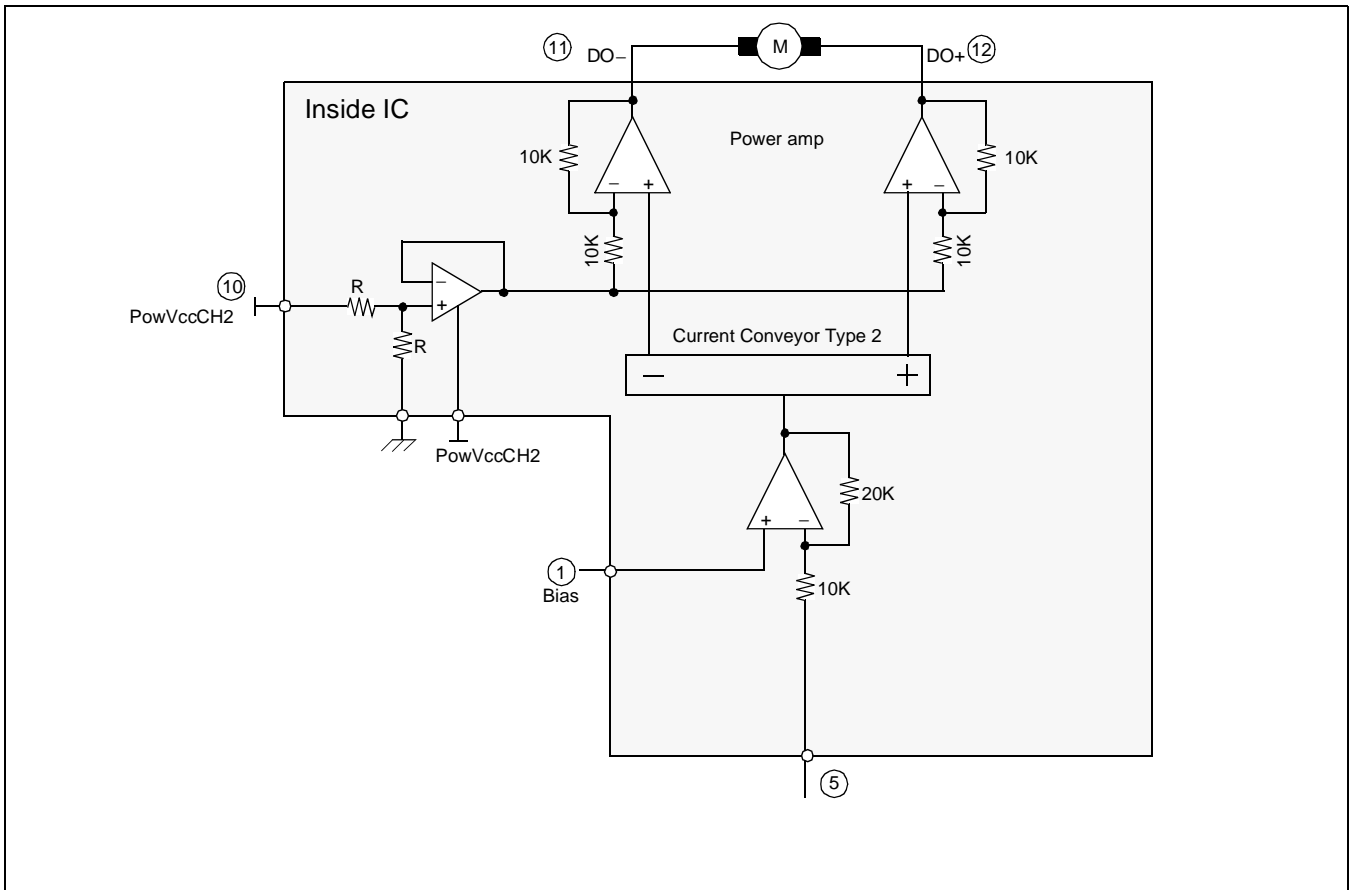 11
DO−
M
DO+
12
Inside IC
Power amp
10K
− +
+ −
10K
10K
10K
10
R
−
+
PowVccCH2
R
Current Conveyor Type 2
− +
PowVccCH2
20K
+ −
1
Bias
10K
5